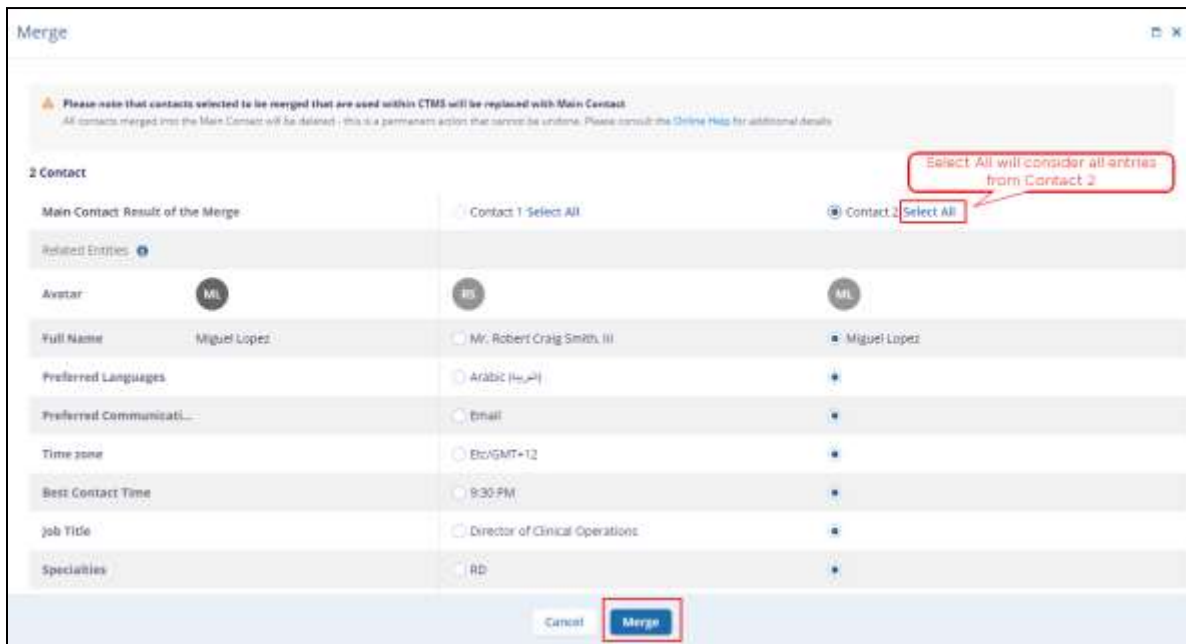 Merge
Please note that contacts selected to be merged that are used within CTMS will be replaced with Main Contact
All contacts merged into the Main Contact will be deleted - this is a permanent action that cannot be undone. Please consult the Online Help for additional details
Select All will consider all entries
from Contact 2
2 Contact
Main Contact Result of the Merge Contact 1 Select All Contact 2 Select All
Related Entities
Avatar ML RS ML
Full Name Miguel Lopez Mr. Robert Craig Smith, III Miguel Lopez
Preferred Languages Arabic (العربية)
Preferred Communicati... Email
Time zone Etc/GMT+12
Best Contact Time 9:30 PM
Job Title Director of Clinical Operations
Specialties RD
Cancel Merge